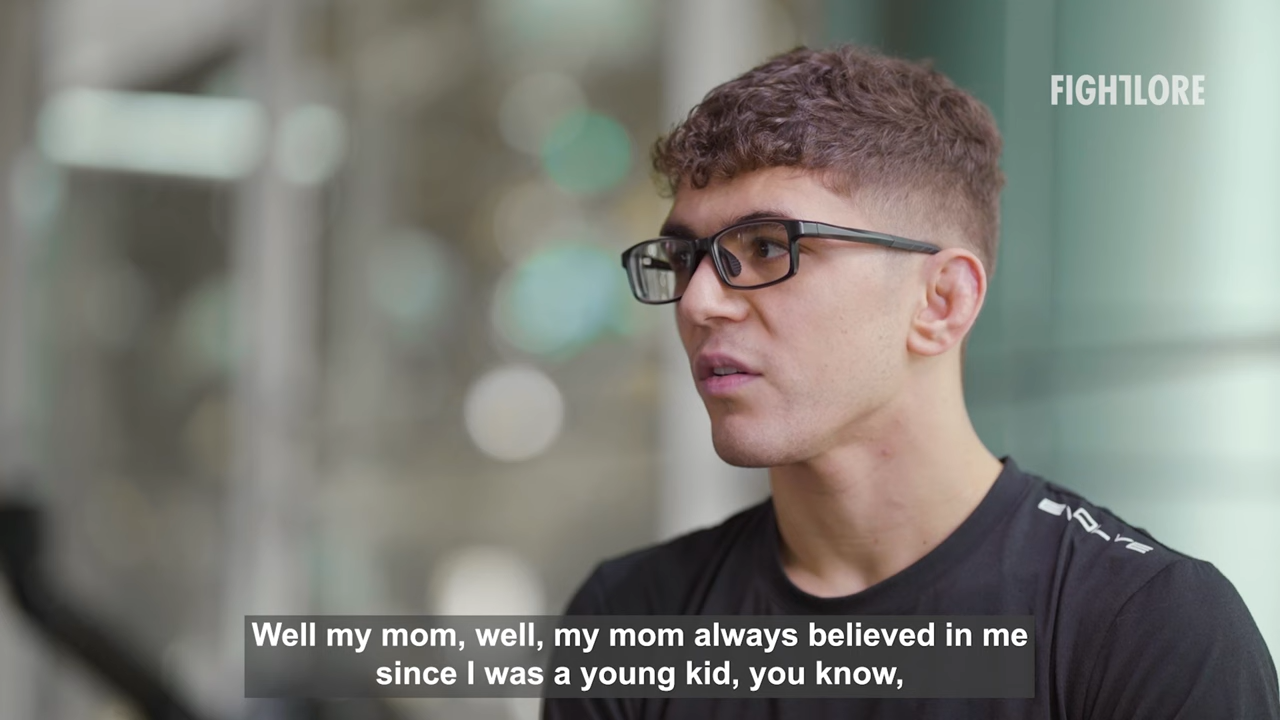 FIGHTLORE
Well my mom, well, my mom always believed in me
since I was a young kid, you know,